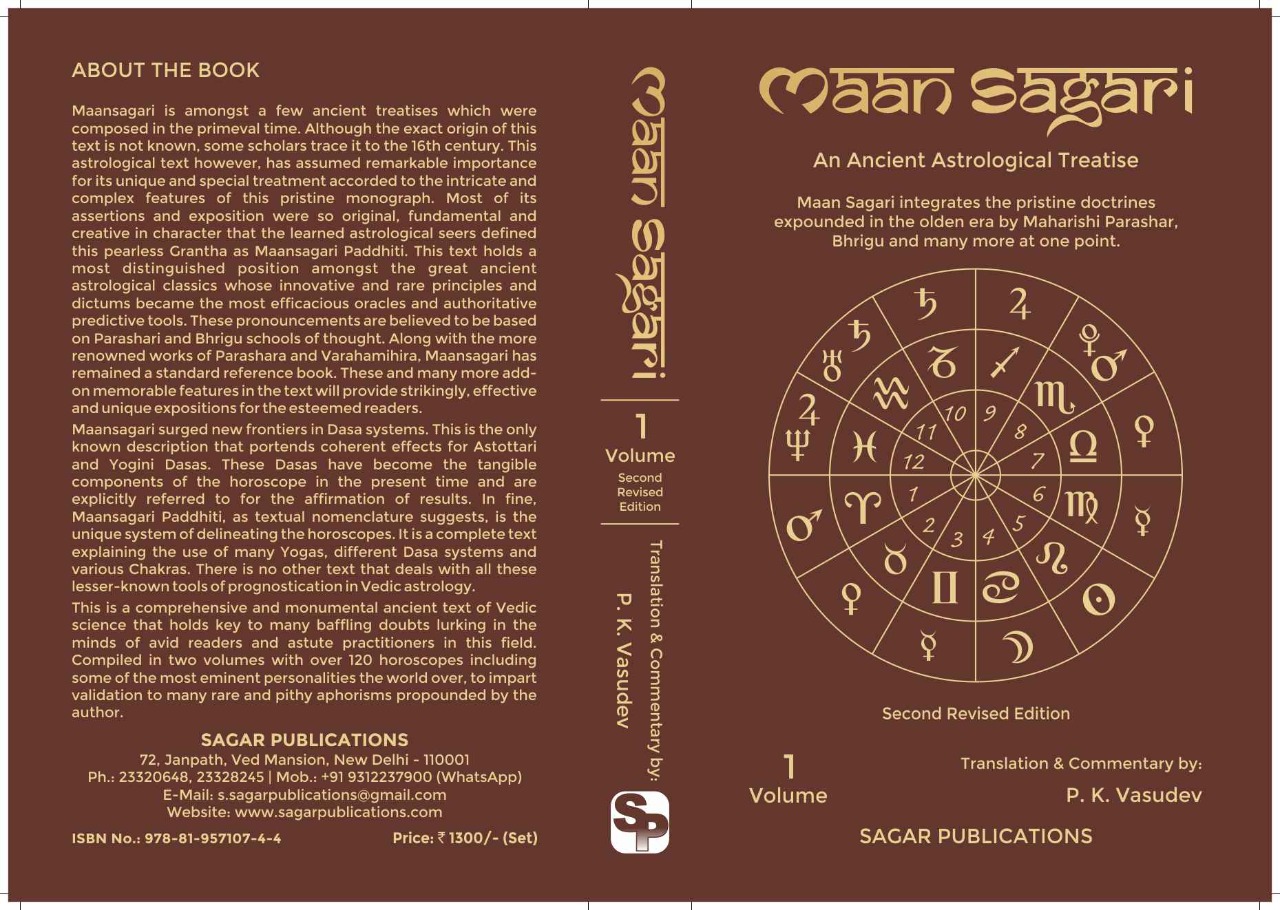 ABOUT THE BOOK
Maansagari is amongst a few ancient treatises which were
composed in the primeval time. Although the exact origin of this
text is not known, some scholars trace it to the 16th century. This
astrological text however, has assumed remarkable importance
for its unique and special treatment accorded to the intricate and
complex features of this pristine monograph. Most of its
assertions and exposition were so original, fundamental and
creative in character that the learned astrological seers defined
this pearless Grantha as Maansagari Paddhiti. This text holds a
most distinguished position amongst the great ancient
astrological classics whose innovative and rare principles and
dictums became the most efficacious oracles and authoritative
predictive tools. These pronouncements are believed to be based
on Parashari and Bhrigu schools of thought. Along with the more
renowned works of Parashara and Varahamihira, Maansagari has
remained a standard reference book. These and many more add-
on memorable features in the text will provide strikingly, effective
and unique expositions for the esteemed readers.
Maansagari surged new frontiers in Dasa systems. This is the only
known description that portends coherent effects for Astottari
and Yogini Dasas. These Dasas have become the tangible
components of the horoscope in the present time and are
explicitly referred to for the affirmation of results. In fine,
Maansagari Paddhiti, as textual nomenclature suggests, is the
unique system of delineating the horoscopes. It is a complete text
explaining the use of many Yogas, different Dasa systems and
various Chakras. There is no other text that deals with all these
lesser-known tools of prognostication in Vedic astrology.
This is a comprehensive and monumental ancient text of Vedic
science that holds key to many baffling doubts lurking in the
minds of avid readers and astute practitioners in this field.
Compiled in two volumes with over 120 horoscopes including
some of the most eminent personalities the world over, to impart
validation to many rare and pithy aphorisms propounded by the
author.
SAGAR PUBLICATIONS
72, Janpath, Ved Mansion, New Delhi - 110001
Ph.: 23320648, 23328245 | Mob.: +91 9312237900 (WhatsApp)
E-Mail: s.sagarpublications@gmail.com
Website: www.sagarpublications.com
ISBN No.: 978-81-957107-4-4 Price: ₹ 1300/- (Set)
Maan Sagari
1
Volume
Second
Revised
Edition
Translation & Commentary by:
P. K. Vasudev
SP
Maan Sagari
An Ancient Astrological Treatise
Maan Sagari integrates the pristine doctrines
expounded in the olden era by Maharishi Parashar,
Bhrigu and many more at one point.
♄ ♃
♄ ♅ ♇ ♂
♑ ♐
♒ ♏
10 9
11 8
♃ ♆ ♓ 12 7 ♎ ♀
♂ ♈ 1 6 ♍ ☿
2 5
3 4
♉ ♌
♊ ♋
♀ ☉
☿ ☽
Second Revised Edition
1
Volume
Translation & Commentary by:
P. K. Vasudev
SAGAR PUBLICATIONS